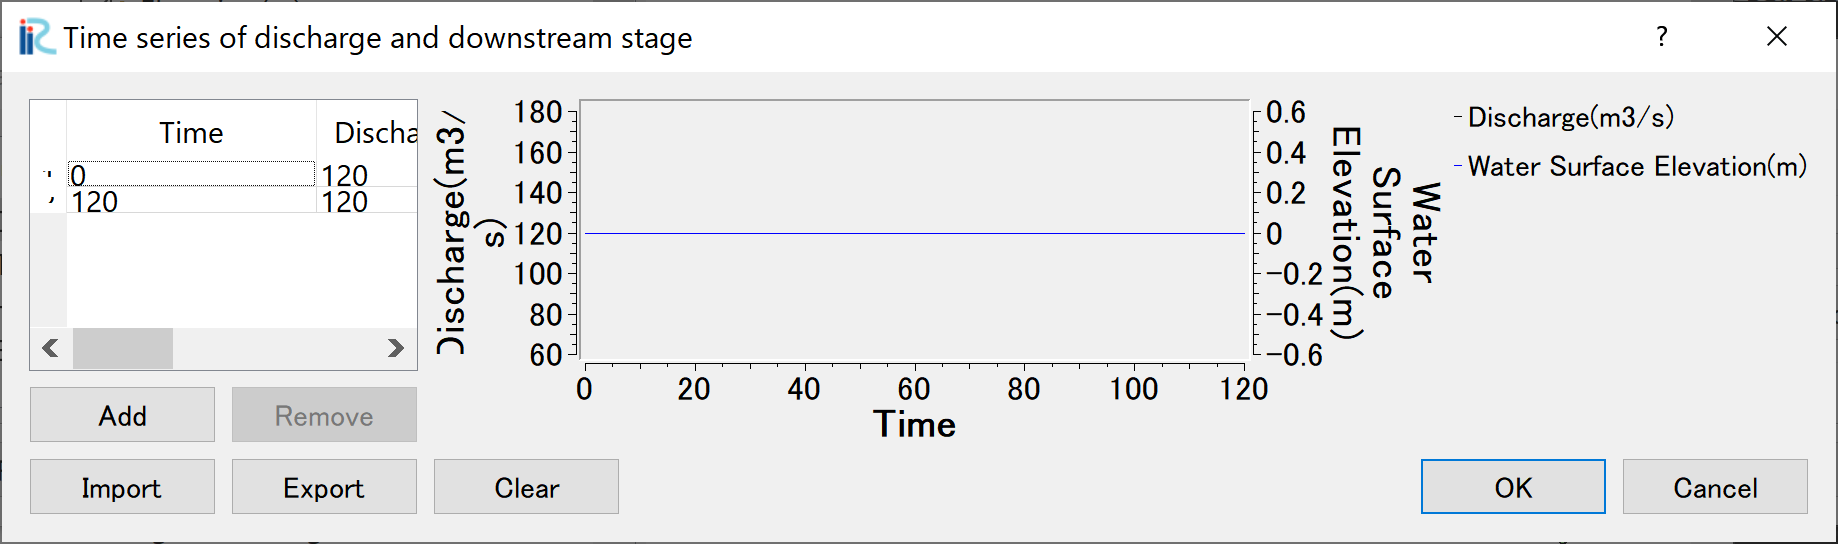 iRIC Time series of discharge and downstream stage ?
Time Discha
0 120
120 120
Discharge(m3/
s)
180
160
140
120
100
80
60
0 20 40 60 80 100 120
Time
0.6
0.4
0.2
0
-0.2
-0.4
-0.6
Water
Surface
Elevation(m)
Discharge(m3/s)
Water Surface Elevation(m)
Add Remove
Import Export Clear OK Cancel